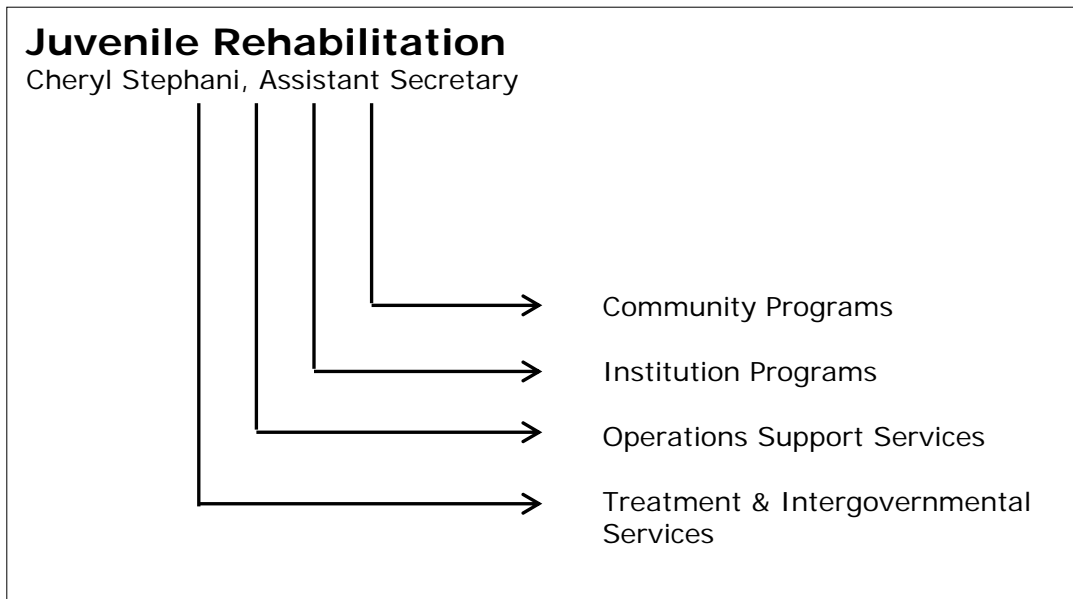 Juvenile Rehabilitation
Cheryl Stephani, Assistant Secretary
Community Programs
Institution Programs
Operations Support Services
Treatment & Intergovernmental
Services